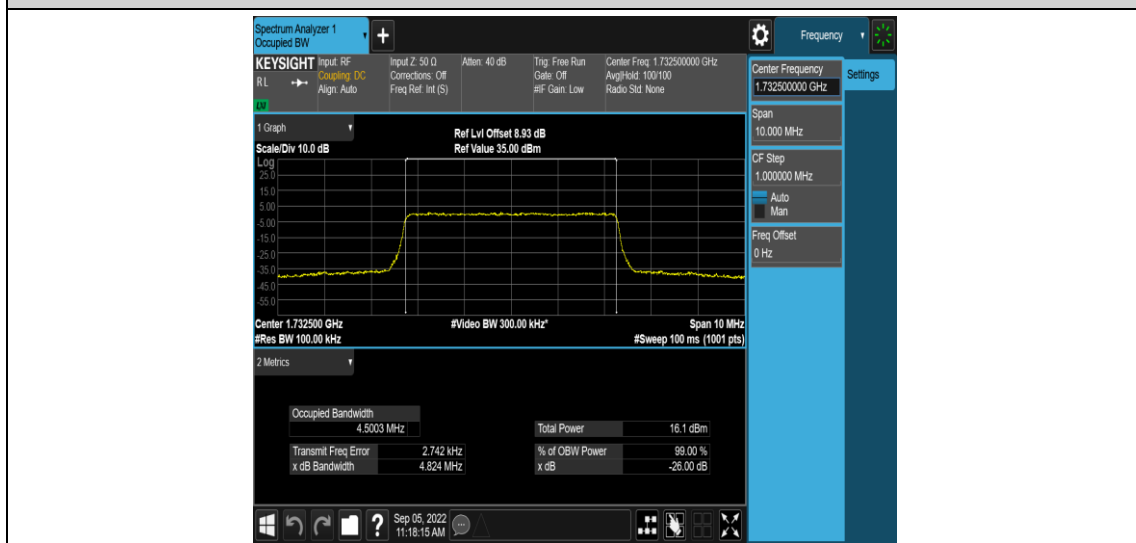 Spectrum Analyzer 1
Occupied BW
+
Frequency
KEYSIGHT
Input: RF
Input Z: 50 Ω
Atten: 40 dB
Trig: Free Run
Center Freq: 1.732500000 GHz
RL
Coupling: DC
Corrections: Off
Gate: Off
Avg|Hold: 100/100
Align: Auto
Freq Ref: Int (S)
#IF Gain: Low
Radio Std: None
Center Frequency
1.732500000 GHz
Settings
Span
10.000 MHz
CF Step
1.000000 MHz
Auto
Man
Freq Offset
0 Hz
1 Graph
Ref Lvl Offset 8.93 dB
Scale/Div 10.0 dB
Ref Value 35.00 dBm
Log
25.0
15.0
5.00
-5.00
-15.0
-25.0
-35.0
-45.0
-55.0
Center 1.732500 GHz
#Video BW 300.00 kHz*
Span 10 MHz
#Res BW 100.00 kHz
#Sweep 100 ms (1001 pts)
2 Metrics
Occupied Bandwidth
4.5003 MHz
Total Power 16.1 dBm
Transmit Freq Error 2.742 kHz
% of OBW Power 99.00 %
x dB Bandwidth 4.824 MHz
x dB -26.00 dB
?
Sep 05, 2022
11:18:15 AM